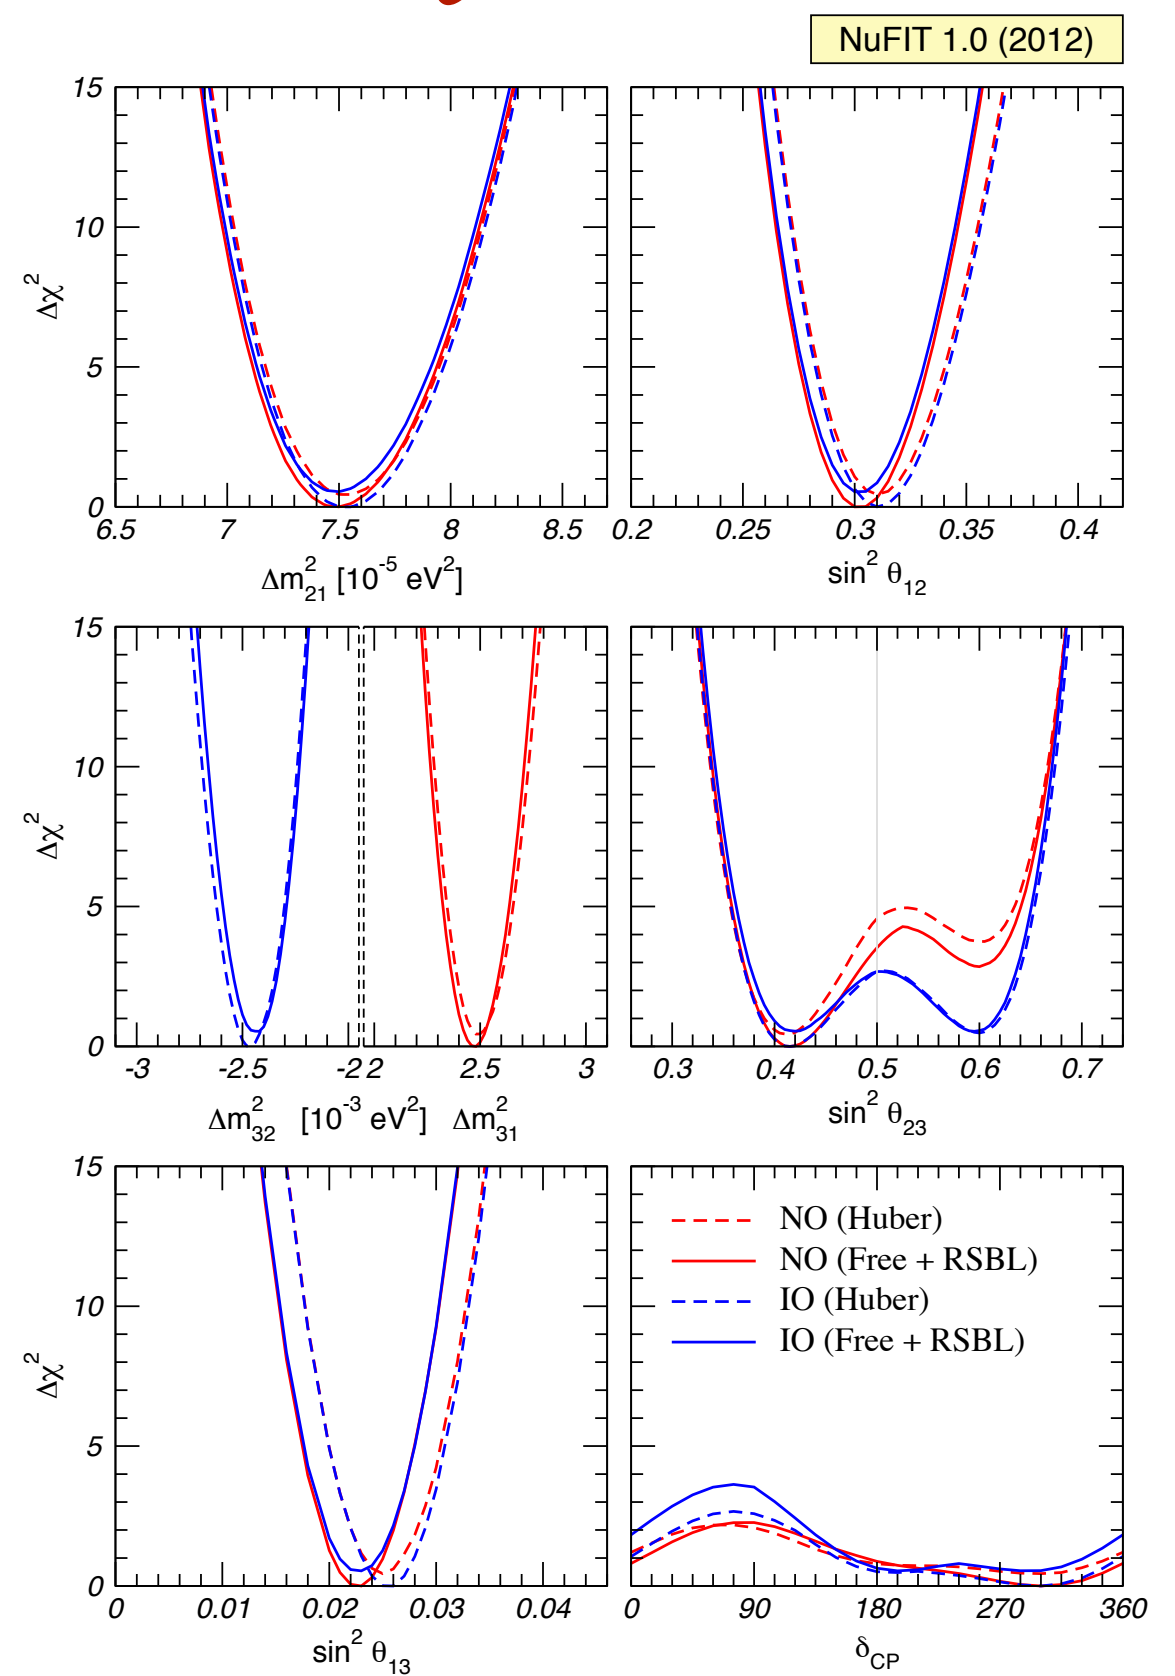 NuFIT 1.0 (2012)
15
10
5
0
Δχ²
6.5 7 7.5 8 8.5
Δm²₂₁ [10⁻⁵ eV²]
0.2 0.25 0.3 0.35 0.4
sin² θ₁₂
15
10
5
0
Δχ²
-3 -2.5 -2 2 2.5 3
Δm²₃₂ [10⁻³ eV²] Δm²₃₁
0.3 0.4 0.5 0.6 0.7
sin² θ₂₃
15
10
5
0
Δχ²
0 0.01 0.02 0.03 0.04
sin² θ₁₃
NO (Huber)
NO (Free + RSBL)
IO (Huber)
IO (Free + RSBL)
0 90 180 270 360
δCP